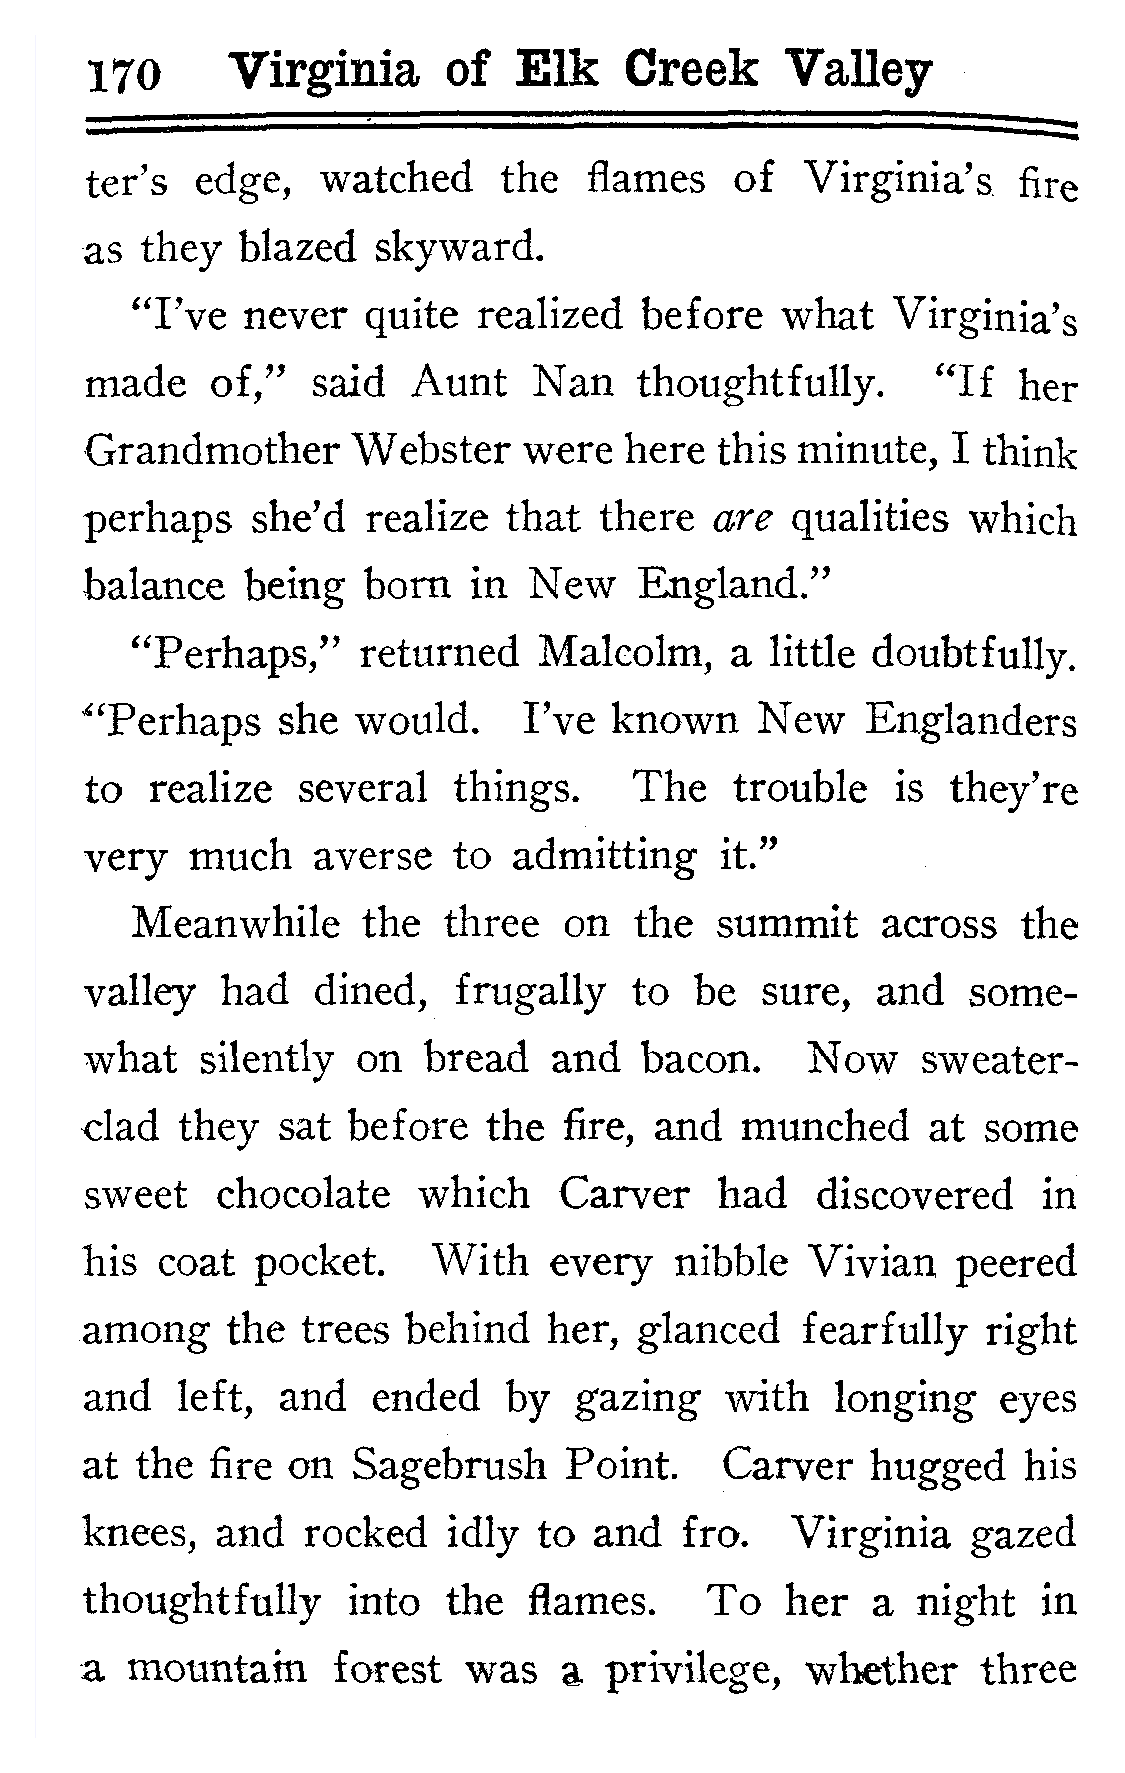 170 Virginia of Elk Creek Valley
ter's edge, watched the flames of Virginia's fire
as they blazed skyward.
"I've never quite realized before what Virginia's
made of," said Aunt Nan thoughtfully. "If her
Grandmother Webster were here this minute, I think
perhaps she'd realize that there are qualities which
balance being born in New England."
"Perhaps," returned Malcolm, a little doubtfully.
"Perhaps she would. I've known New Englanders
to realize several things. The trouble is they're
very much averse to admitting it."
Meanwhile the three on the summit across the
valley had dined, frugally to be sure, and some-
what silently on bread and bacon. Now sweater-
clad they sat before the fire, and munched at some
sweet chocolate which Carver had discovered in
his coat pocket. With every nibble Vivian peered
among the trees behind her, glanced fearfully right
and left, and ended by gazing with longing eyes
at the fire on Sagebrush Point. Carver hugged his
knees, and rocked idly to and fro. Virginia gazed
thoughtfully into the flames. To her a night in
a mountain forest was a privilege, whether three